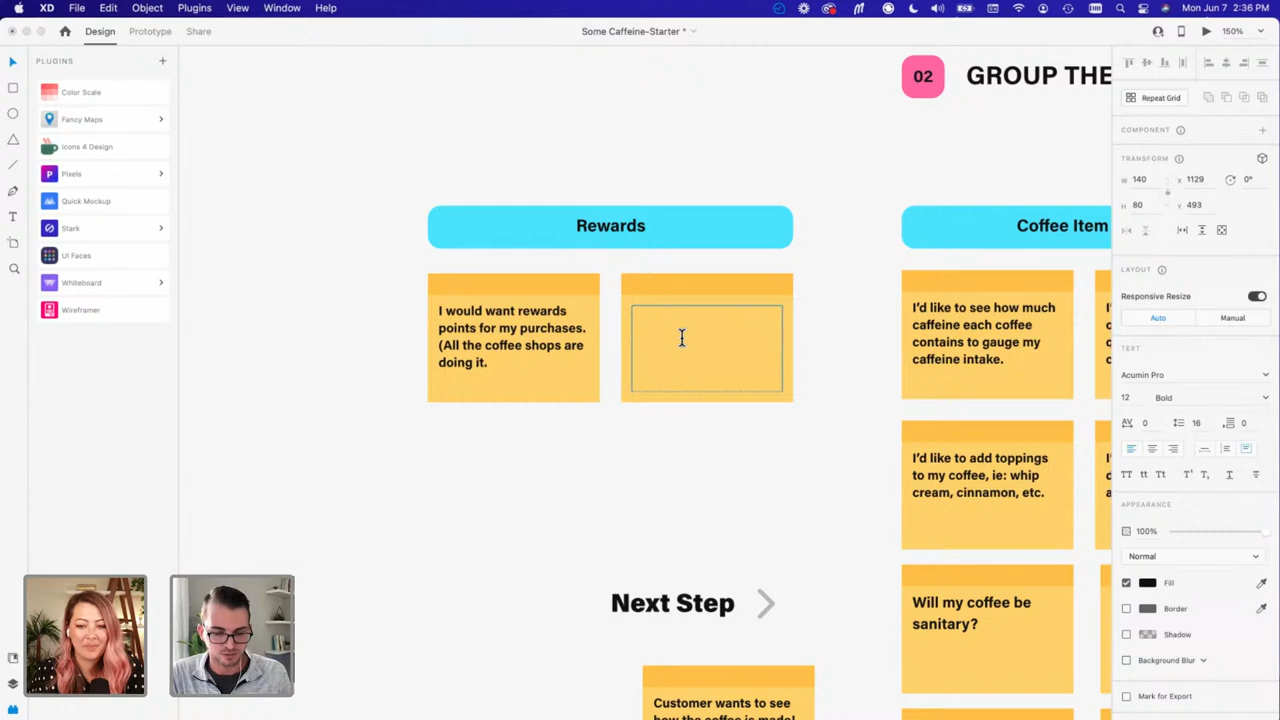 XD File Edit Object Plugins View Window Help
Mon Jun 7 2:36 PM
Design Prototype Share
Some Caffeine-Starter *
150%
PLUGINS
Color Scale
Fancy Maps
Icons 4 Design
Pixels
Quick Mockup
Stark
UI Faces
Whiteboard
Wireframer
02 GROUP THE
Rewards
I would want rewards
points for my purchases.
(All the coffee shops are
doing it.
Next Step
Customer wants to see
how the coffee is made!
Coffee Item
I'd like to see how much
caffeine each coffee
contains to gauge my
caffeine intake.
I'd like to add toppings
to my coffee, ie: whip
cream, cinnamon, etc.
Will my coffee be
sanitary?
Repeat Grid
COMPONENT
TRANSFORM
W 140 X 1129 0°
H 80 Y 493
LAYOUT
Responsive Resize
Auto Manual
TEXT
Acumin Pro
12 Bold
0 16 0
APPEARANCE
100%
Normal
Fill
Border
Shadow
Background Blur
Mark for Export